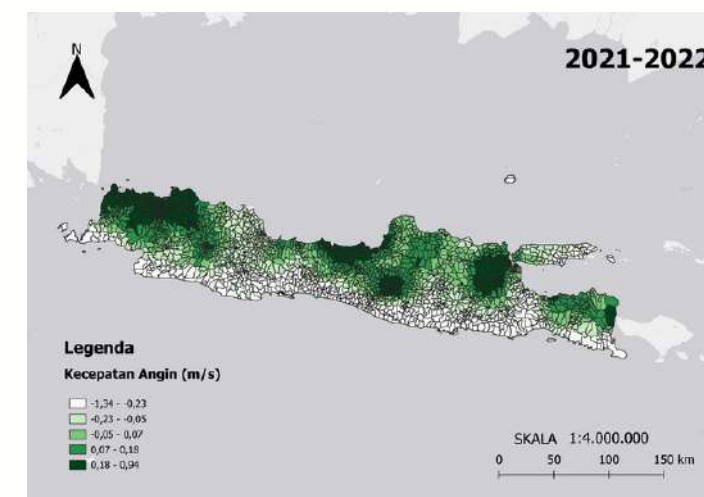 N
2021-2022
Legenda
Kecepatan Angin (m/s)
-1,34 - -0,23
-0,23 - -0,05
-0,05 - 0,07
0,07 - 0,18
0,18 - 0,94
SKALA 1:4.000.000
0 50 100 150 km